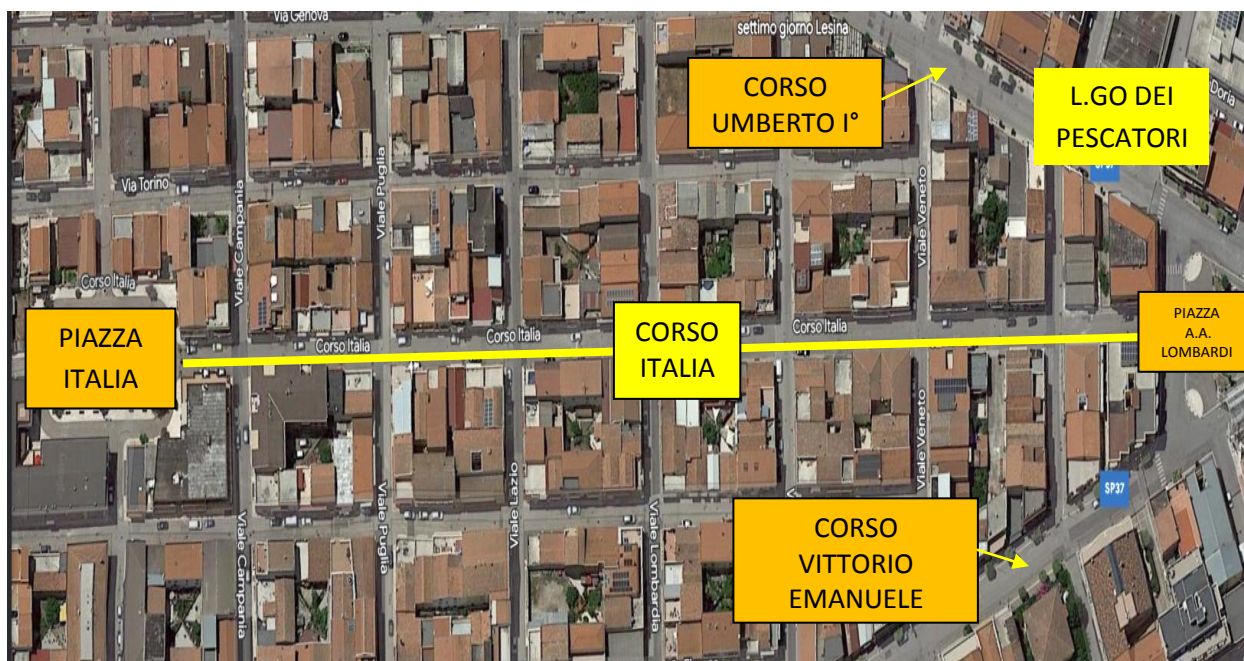 Via Genova
settimo giorno Lesina
CORSO
UMBERTO I°
L.GO DEI
PESCATORI
Doria
Via Torino
Viale Campania
Viale Puglia
Viale Veneto
Corso Italia
PIAZZA
ITALIA
Corso Italia
Corso Italia
CORSO
ITALIA
Corso Italia
PIAZZA
A.A.
LOMBARDI
Viale Veneto
SP37
Viale Lazio
Viale Puglia
Viale Campania
Viale Lombardia
CORSO
VITTORIO
EMANUELE